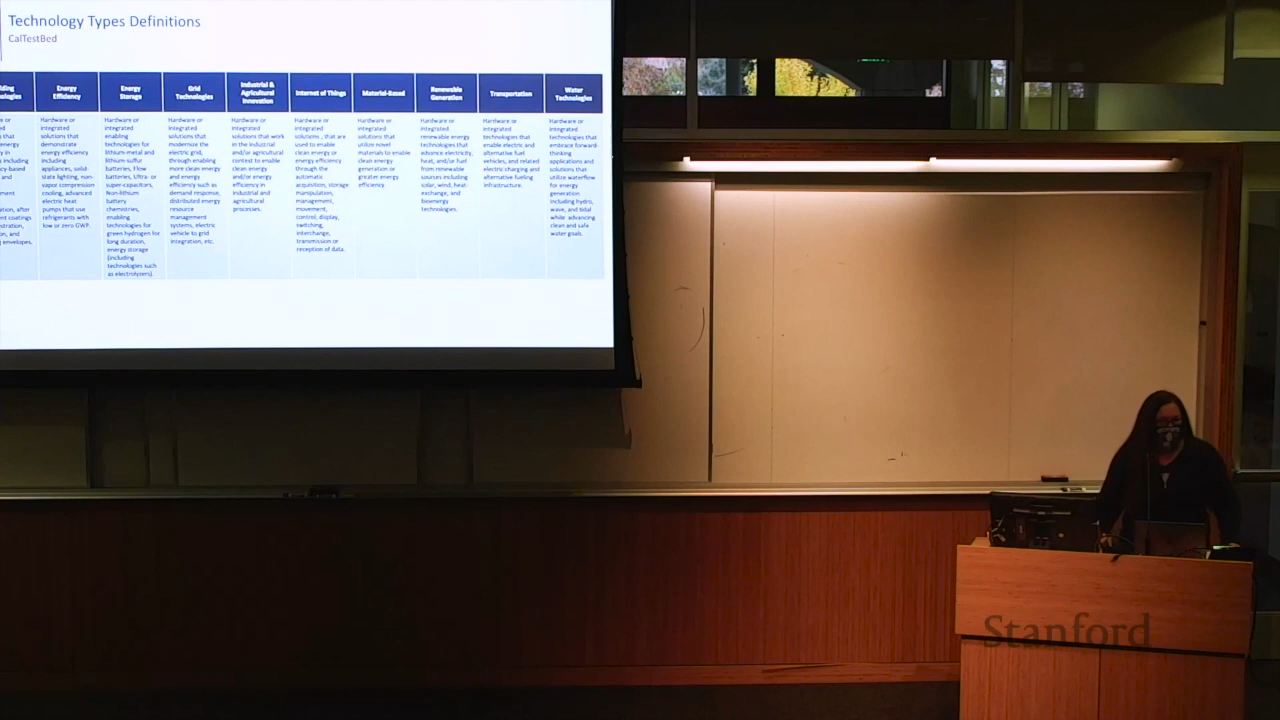 Technology Types Definitions
CalTestBed
Energy
Efficiency
Energy
Storage
Grid
Technologies
Industrial &
Agricultural
Innovation
Internet of Things
Material-Based
Renewable
Generation
Transportation
Water
Technologies
Hardware or
integrated
solutions that
demonstrate
energy efficiency
including
appliances, solid-
state lighting, non-
vapor compression
cooling, advanced
electric heat
pumps that use
refrigerants with
low or zero GWP.
Hardware or
integrated
enabling
technologies for
lithium-metal and
lithium-sulfur
batteries, Flow
batteries, Ultra- or
super-capacitors,
Non-lithium
battery
chemistries,
enabling
technologies for
green hydrogen for
long duration,
energy storage
(including
technologies such
as electrolyzers)
Hardware or
integrated
solutions that
modernize the
electric grid,
through enabling
more clean energy
and energy
efficiency such as
demand response,
distributed energy
resource
management
systems, electric
vehicle to grid
integration, etc.
Hardware or
integrated
solutions that work
in the industrial
and/or agricultural
context to enable
clean energy
and/or energy
efficiency in
industrial and
agricultural
processes.
Hardware or
integrated
solutions , that are
used to enable
clean energy or
energy efficiency
through the
automatic
acquisition, storage
manipulation,
management,
movement,
control, display,
switching,
interchange,
transmission or
reception of data.
Hardware or
integrated
solutions that
utilize novel
materials to enable
clean energy
generation or
greater energy
efficiency.
Hardware or
integrated
renewable energy
technologies that
advance electricity,
heat, and/or fuel
from renewable
sources including
solar, wind, heat-
exchange, and
bioenergy
technologies.
Hardware or
integrated
technologies that
enable electric and
alternative fuel
vehicles, and related
electric charging and
alternative fueling
infrastructure.
Hardware or
integrated
technologies that
embrace forward-
thinking
applications and
solutions that
utilize waterflow
for energy
generation
including hydro,
wave, and tidal
while advancing
clean and safe
water goals.
Stanford